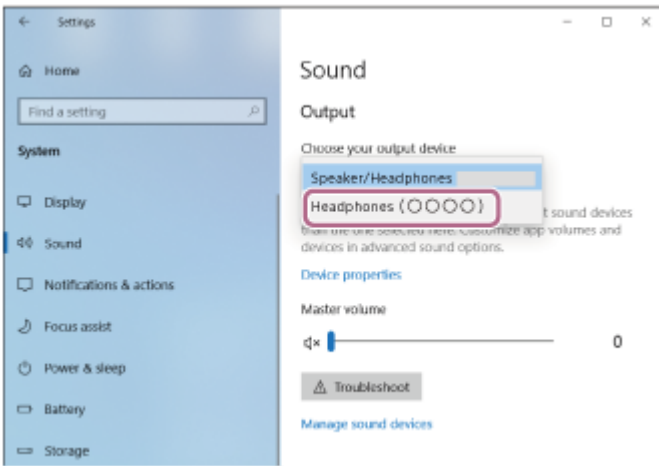 Settings
Home
Find a setting
System
Display
Sound
Notifications & actions
Focus assist
Power & sleep
Battery
Storage
Sound
Output
Choose your output device
Speaker/Headphones
Headphones (○○○○)
t sound devices
than the one selected here. Customize app volumes and
devices in advanced sound options.
Device properties
Master volume
0
Troubleshoot
Manage sound devices